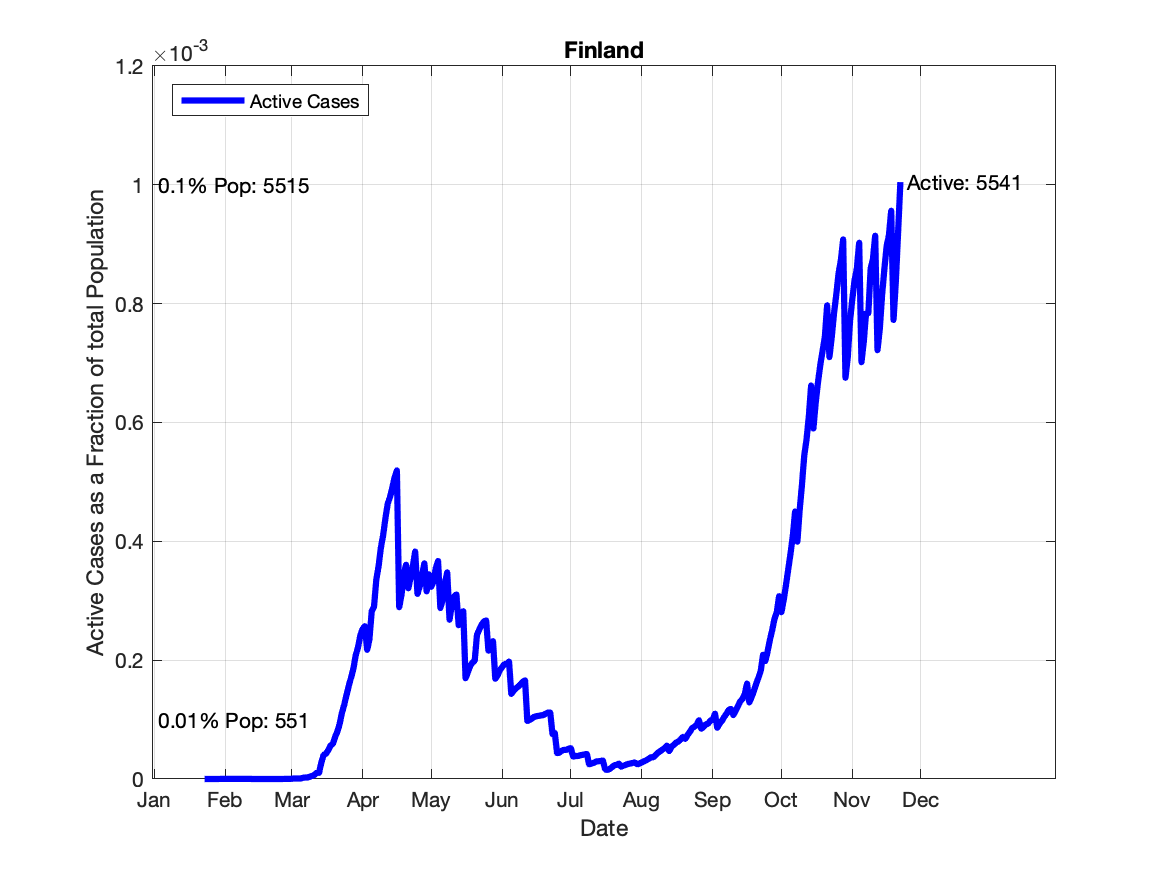 Finland
×10-3
1.2
Active Cases
1
0.1% Pop: 5515
Active: 5541
0.8
0.6
0.4
0.2
0.01% Pop: 551
0
Jan Feb Mar Apr May Jun Jul Aug Sep Oct Nov Dec
Date
Active Cases as a Fraction of total Population